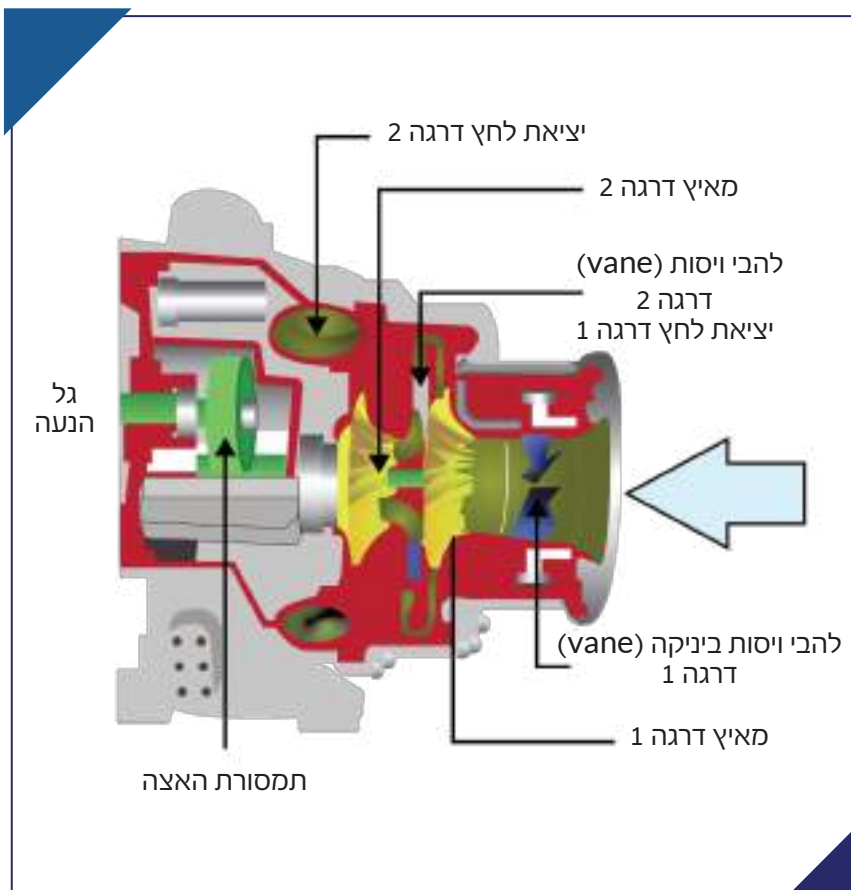 יציאת לחץ דרגה 2
מאיץ דרגה 2
להבי ויסות (vane)
דרגה 2
יציאת לחץ דרגה 1
גל
הנעה
להבי ויסות ביניקה (vane)
דרגה 1
מאיץ דרגה 1
תמסורת האצה